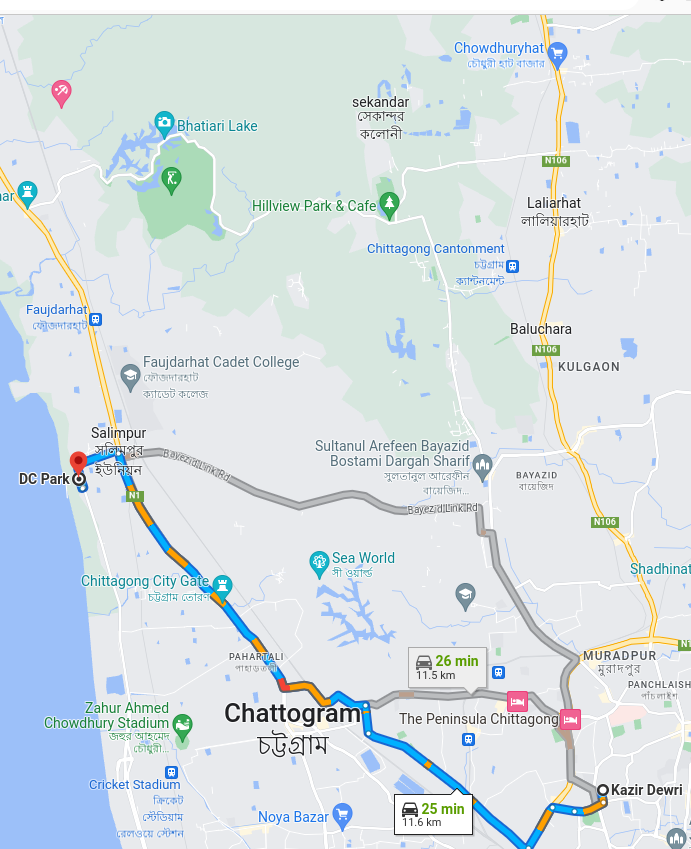 Chowdhuryhat
চৌধুরী হাট বাজার
sekandar
সেকান্দর
কলোনী
Bhatiari Lake
N106
Laliarhat
লালিয়ারহাট
Hillview Park & Cafe
Chittagong Cantonment
চট্টগ্রাম
ক্যান্টনমেন্ট
Faujdarhat
ফৌজদারহাট
Baluchara
N106
KULGAON
Faujdarhat Cadet College
ফৌজদারহাট
ক্যাডেট কলেজ
Salimpur
সলিমপুর
ইউনিয়ন
Bayezid Link Rd
Sultanul Arefeen Bayazid
Bostami Dargah Sharif
সুলতানুল আরেফীন
বায়েজিদ...
BAYAZID
বায়েজিদ
DC Park
N1
Bayezid Link Rd
N106
Sea World
সী ওয়ার্ল্ড
Shadhinat
Chittagong City Gate
চট্টগ্রাম তোরণ
PAHARTALI
পাহাড়তলী
26 min
11.5 km
MURADPUR
মুরাদপুর
PANCHLAISH
পাঁচলাইশ
Chattogram
চট্টগ্রাম
The Peninsula Chittagong
Zahur Ahmed
Chowdhury Stadium
জহুর আহমেদ
চৌধুরী...
Cricket Stadium
ক্রিকেট
স্টেডিয়াম
রেলওয়ে স্টেশন
Kazir Dewri
25 min
11.6 km
Noya Bazar